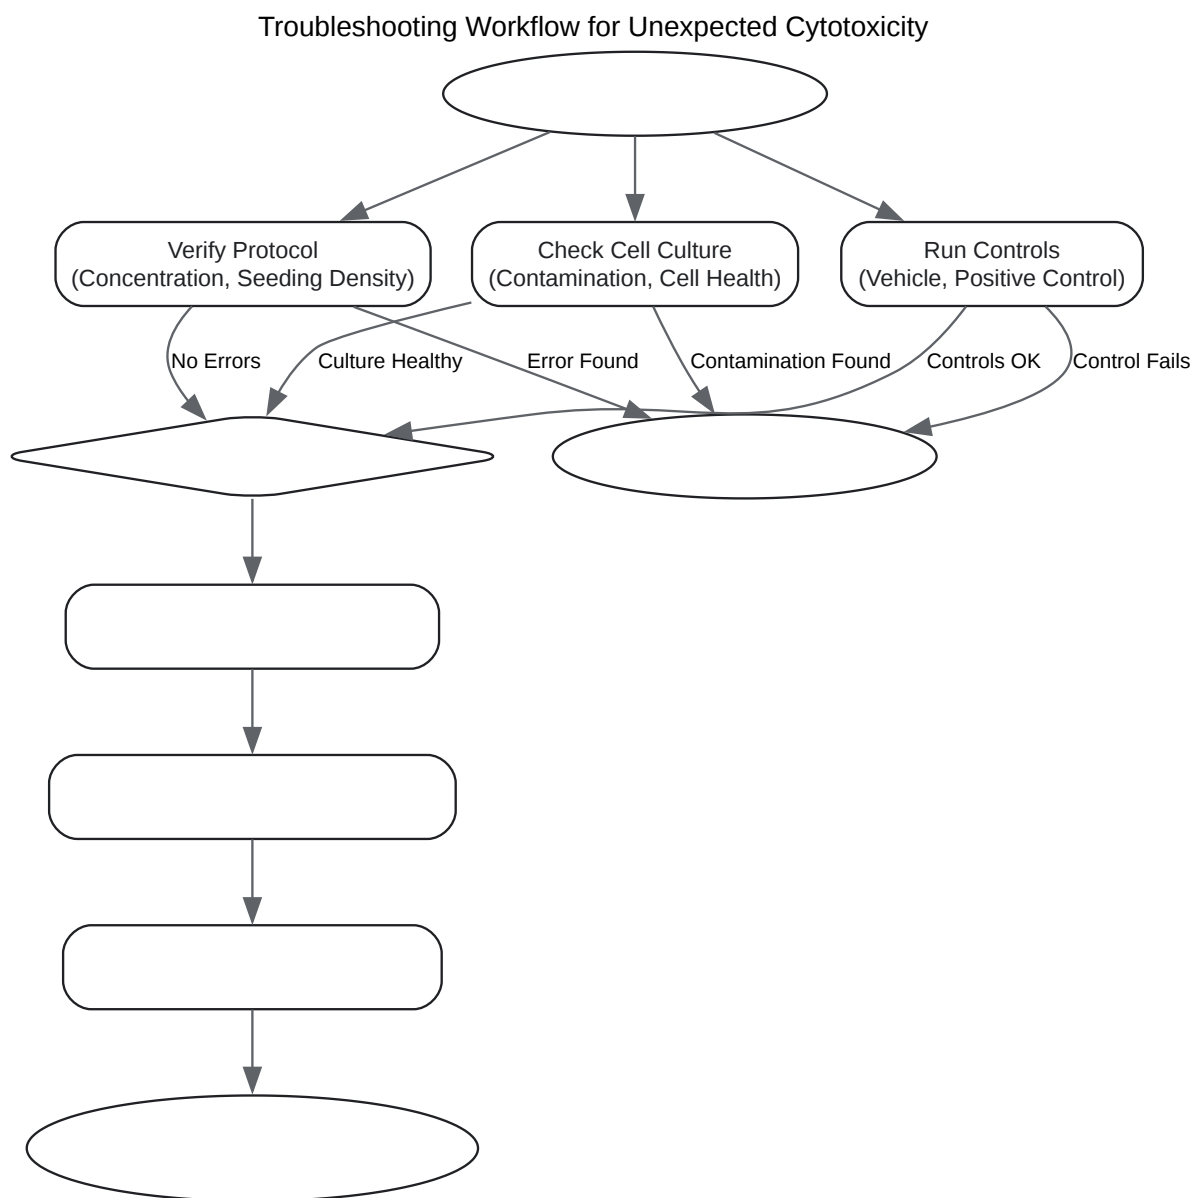 Troubleshooting Workflow for Unexpected Cytotoxicity
Verify Protocol
(Concentration, Seeding Density)
Check Cell Culture
(Contamination, Cell Health)
Run Controls
(Vehicle, Positive Control)
No Errors
Culture Healthy
Error Found
Contamination Found
Controls OK
Control Fails